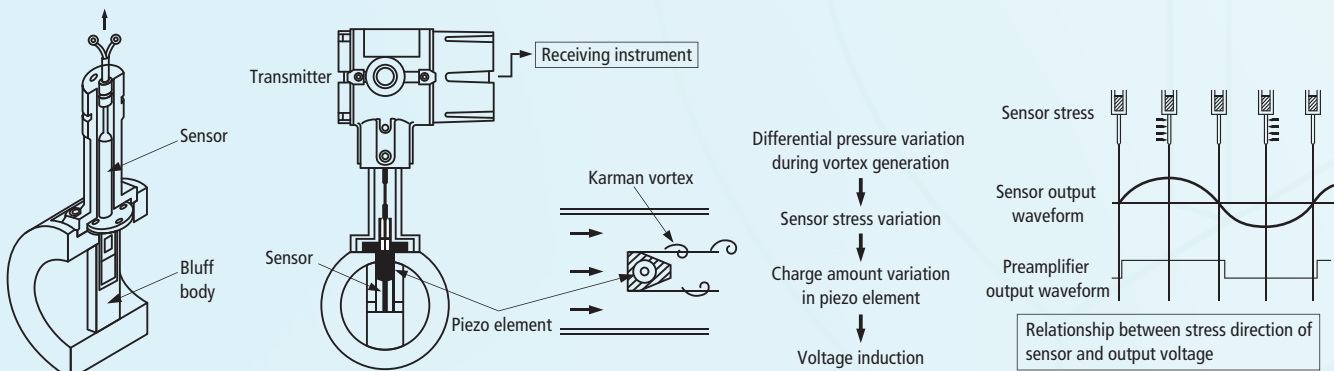 Sensor
Bluff
body
Transmitter
Receiving instrument
Sensor
Piezo element
Karman vortex
Differential pressure variation
during vortex generation
Sensor stress variation
Charge amount variation
in piezo element
Voltage induction
Sensor stress
Sensor output
waveform
Preamplifier
output waveform
Relationship between stress direction of
sensor and output voltage